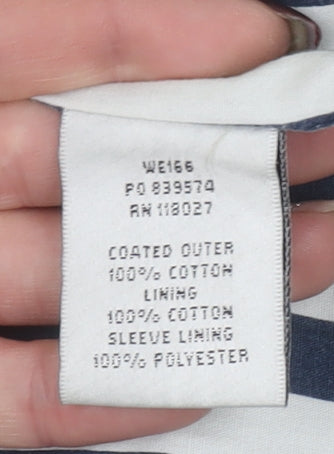 WE166
PO 839574
RN 118027
COATED OUTER
100% COTTON
LINING
100% COTTON
SLEEVE LINING
100% POLYESTER